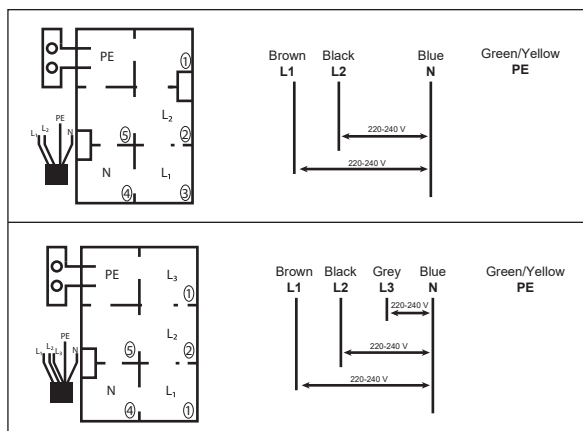 PE
①
L₂
L₁ L₂ PE N
⑤ ②
N L₁
④ ③
Brown Black Blue Green/Yellow
L1 L2 N PE
220-240 V
220-240 V
PE L₃
①
L₂
L₁ L₂ L₃ PE N
⑤ ②
N L₁
④ ①
Brown Black Grey Blue Green/Yellow
L1 L2 L3 N PE
220-240 V
220-240 V
220-240 V